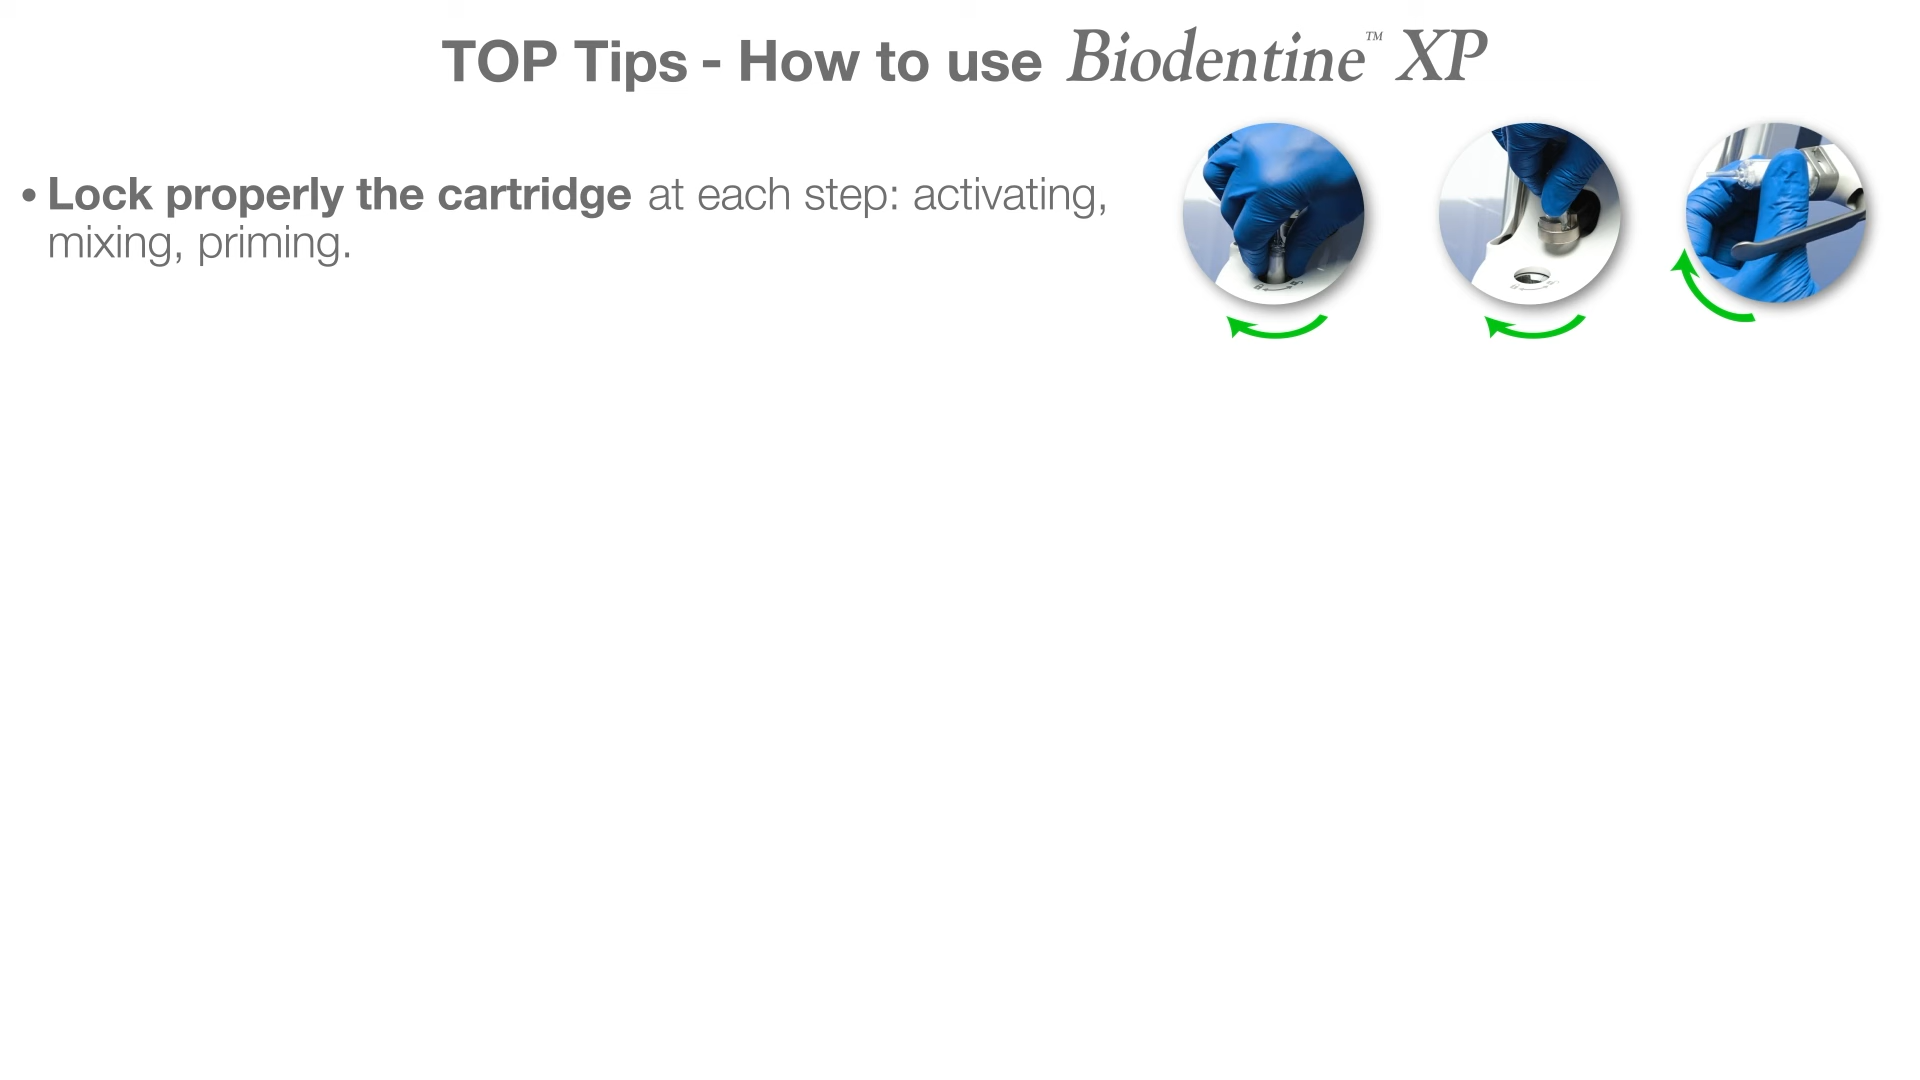 TOP Tips - How to use Biodentine™ XP
• Lock properly the cartridge at each step: activating,
mixing, priming.